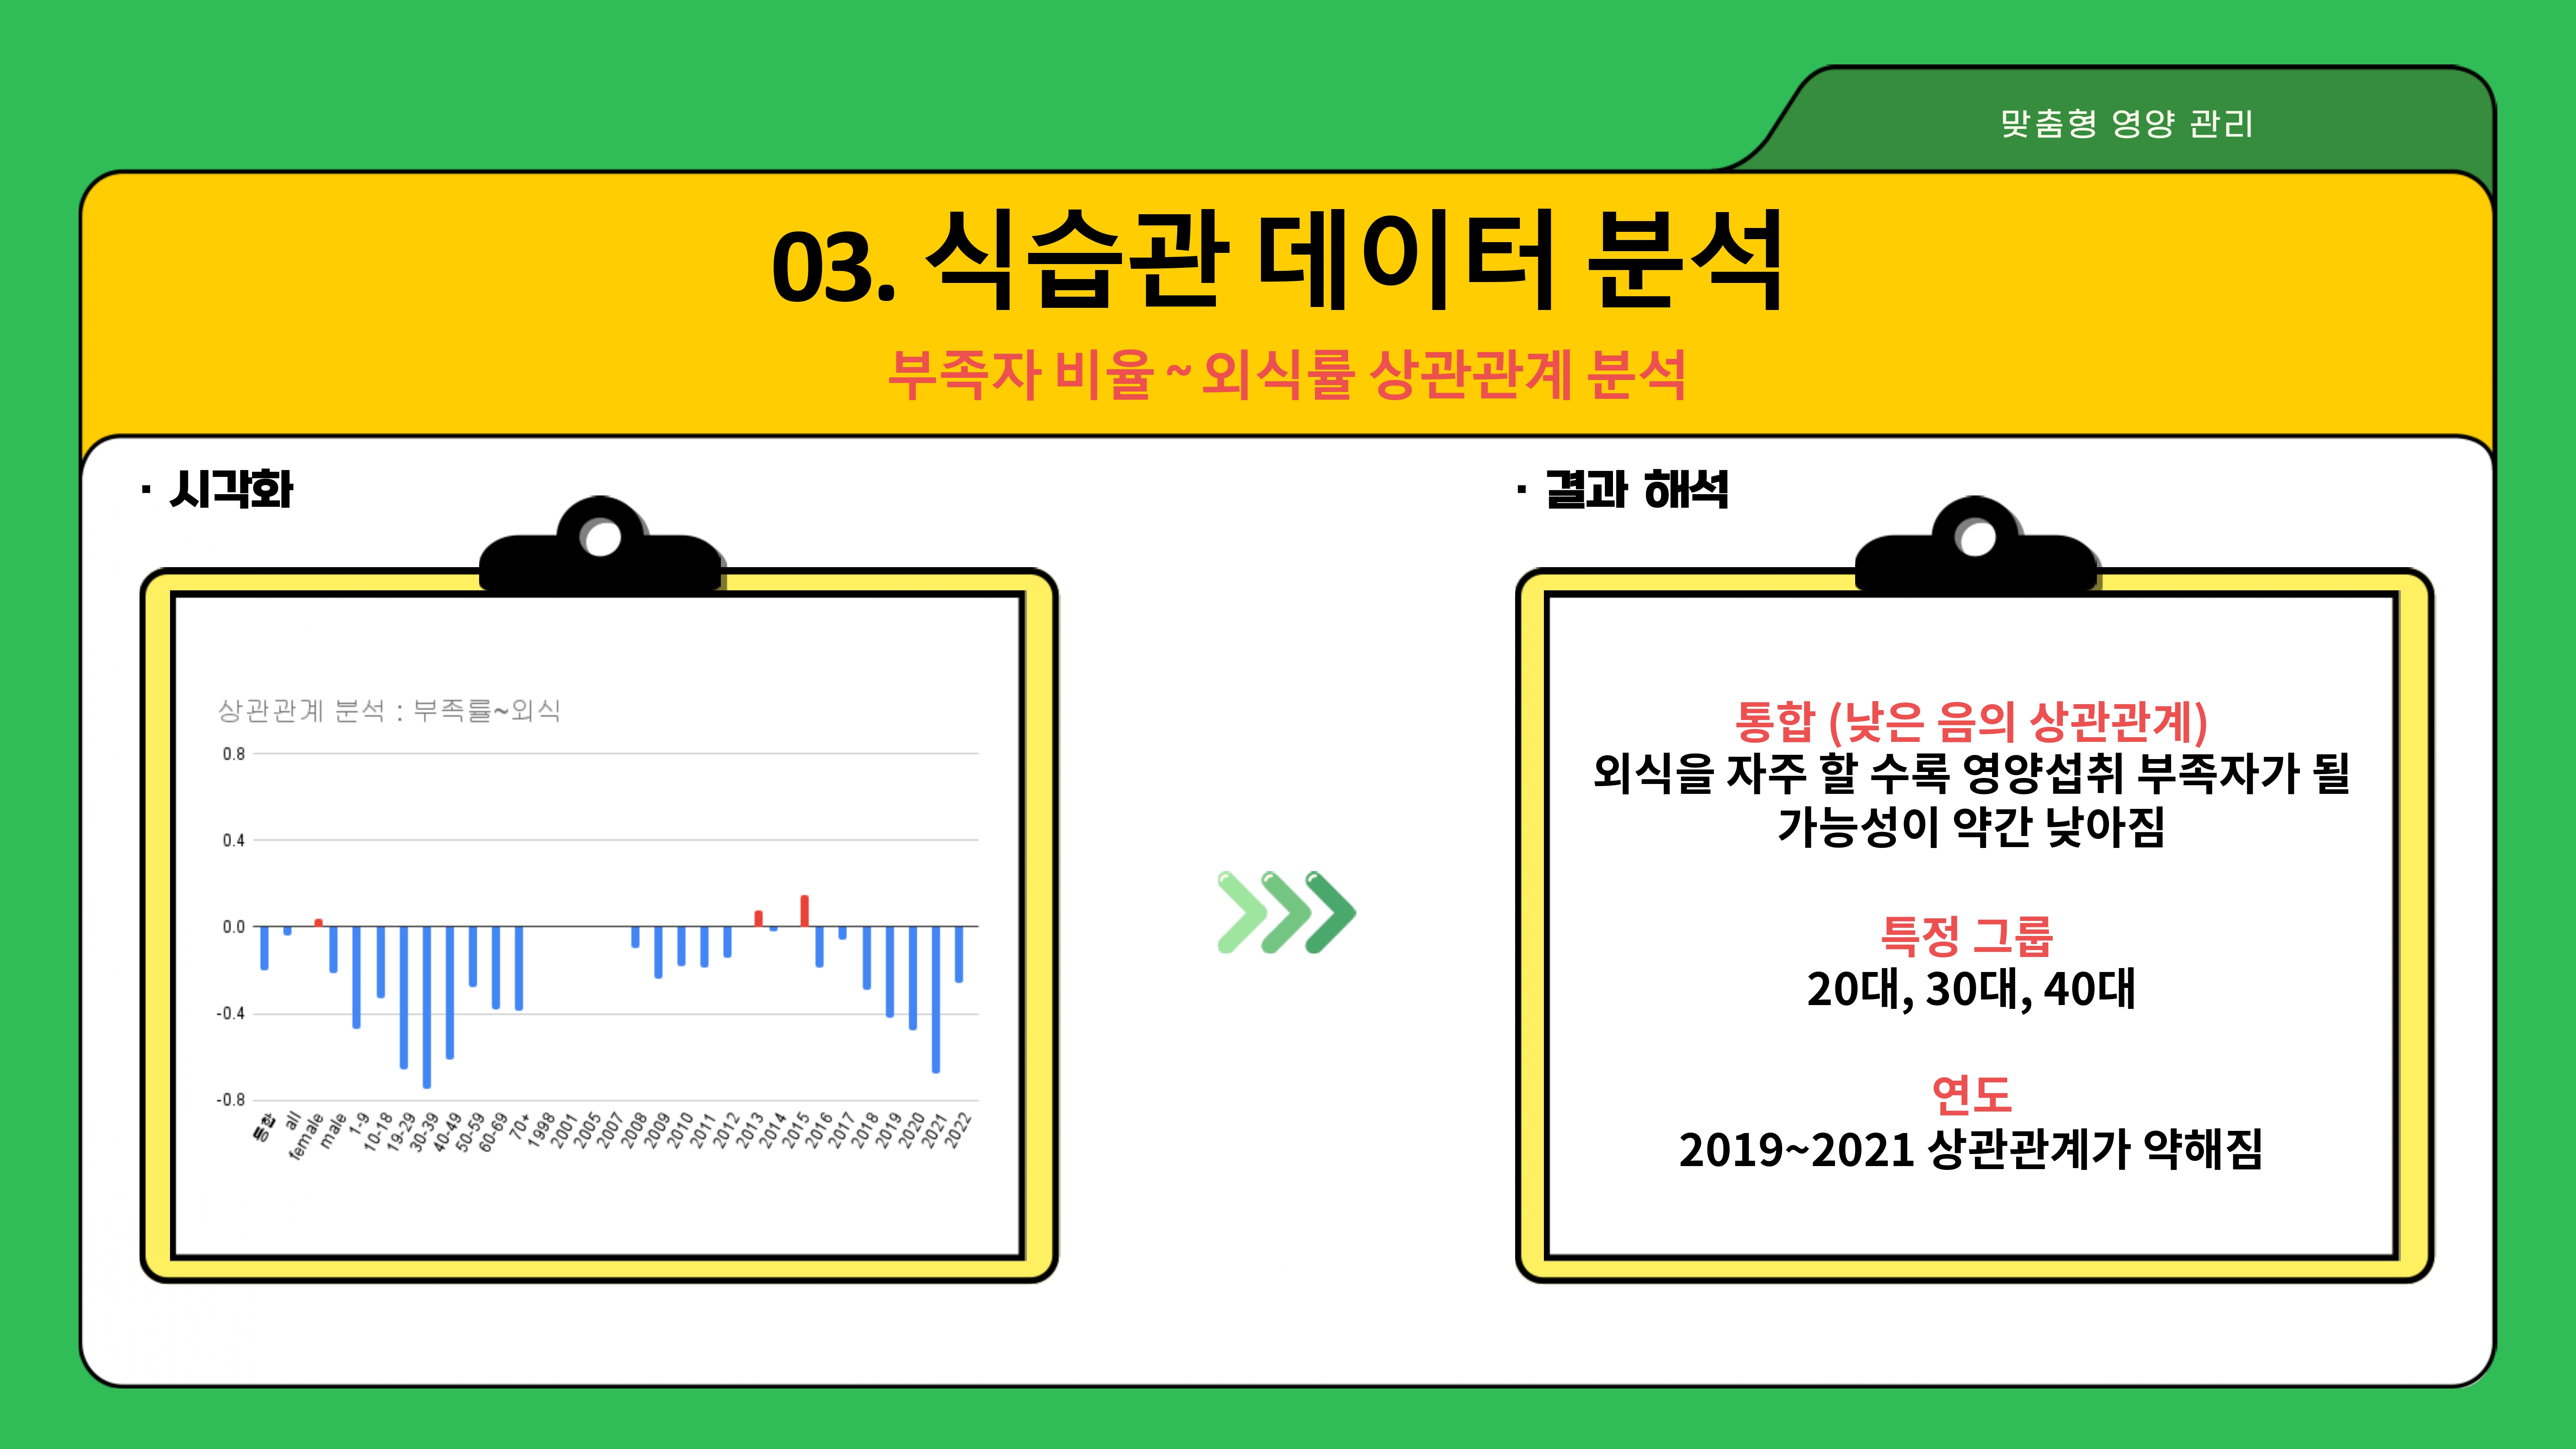 맞춤형 영양 관리
03. 식습관 데이터 분석
부족자 비율 ~ 외식률 상관관계 분석
· 시각화
상관관계 분석 : 부족률~외식
0.8
0.4
0.0
-0.4
-0.8
통합
all
female
male
1-9
10-18
19-29
30-39
40-49
50-59
60-69
70+
1998
2001
2005
2007
2008
2009
2010
2011
2012
2013
2014
2015
2016
2017
2018
2019
2020
2021
2022
· 결과 해석
통합 (낮은 음의 상관관계)
외식을 자주 할 수록 영양섭취 부족자가 될
가능성이 약간 낮아짐
특정 그룹
20대, 30대, 40대
연도
2019~2021 상관관계가 약해짐